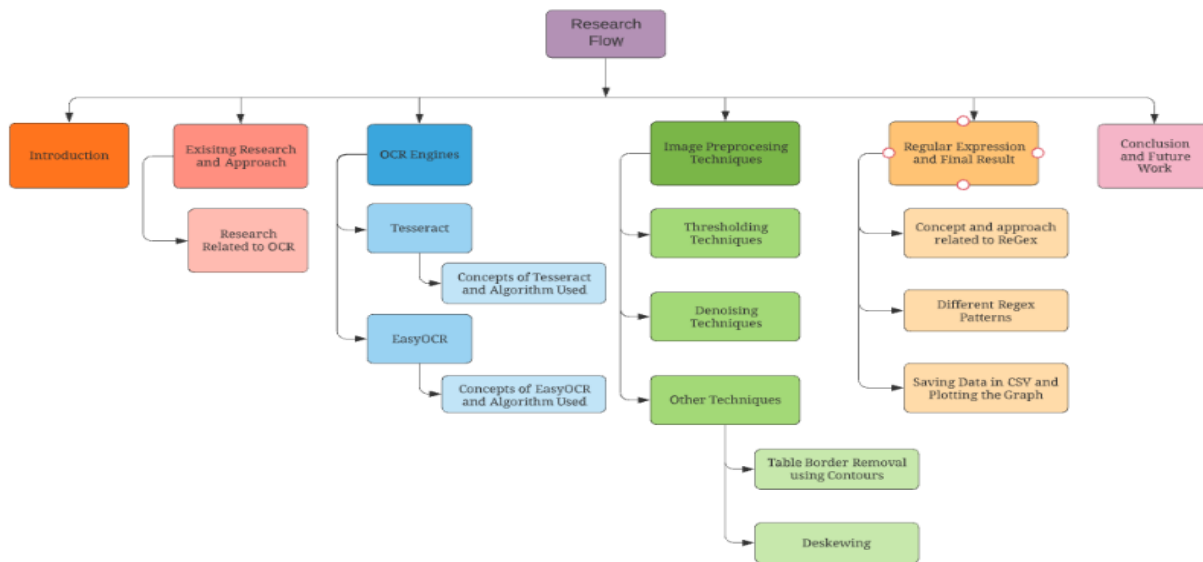 Research
Flow
Introduction
Exisitng Research
and Approach
OCR Engines
Image Preprocesing
Techniques
Regular Expression
and Final Result
Conclusion
and Future
Work
Research
Related to OCR
Tesseract
Concepts of Tesseract
and Algorithm Used
EasyOCR
Concepts of EasyOCR
and Algorithm Used
Thresholding
Techniques
Denoising
Techniques
Other Techniques
Table Border Removal
using Contours
Deskewing
Concept and approach
related to ReGex
Different Regex
Patterns
Saving Data in CSV and
Plotting the Graph